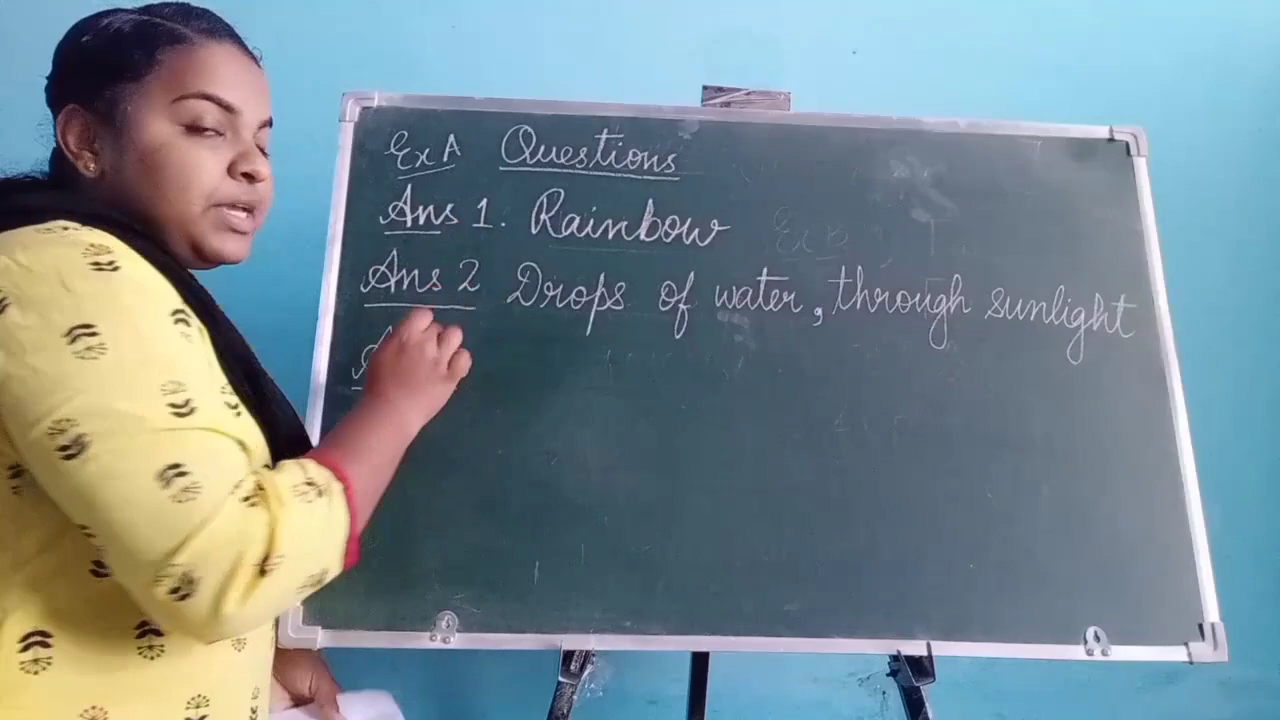 Ex A Questions
Ans 1. Rainbow
Ans 2 Drops of water, through sunlight